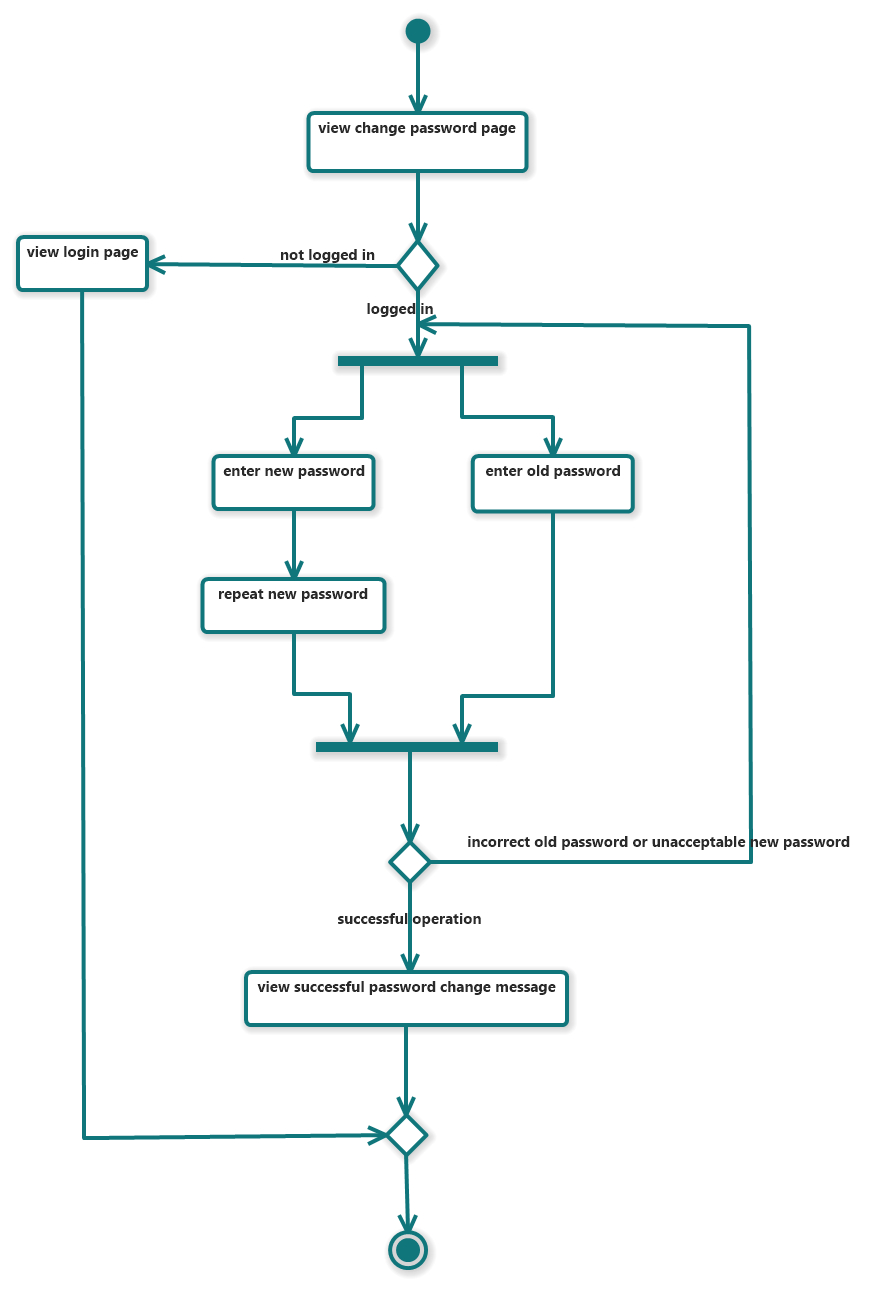 view change password page
view login page
not logged in
logged in
enter new password
enter old password
repeat new password
incorrect old password or unacceptable new password
successful operation
view successful password change message